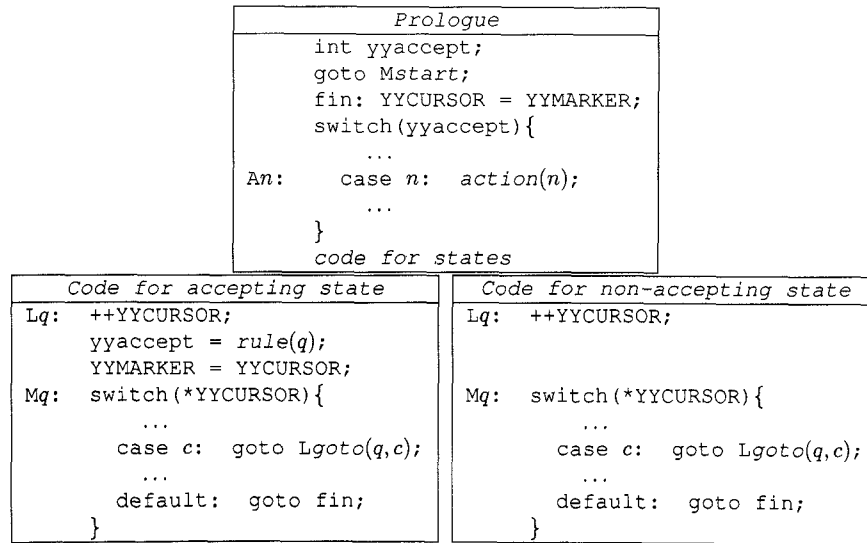 Prologue
int yyaccept;
goto Mstart;
fin: YYCURSOR = YYMARKER;
switch(yyaccept){
...
An: case n: action(n);
...
}
code for states
Code for accepting state
Lq: ++YYCURSOR;
yyaccept = rule(q);
YYMARKER = YYCURSOR;
Mq: switch(*YYCURSOR){
...
case c: goto Lgoto(q,c);
...
default: goto fin;
}
Code for non-accepting state
Lq: ++YYCURSOR;
Mq: switch(*YYCURSOR){
...
case c: goto Lgoto(q,c);
...
default: goto fin;
}